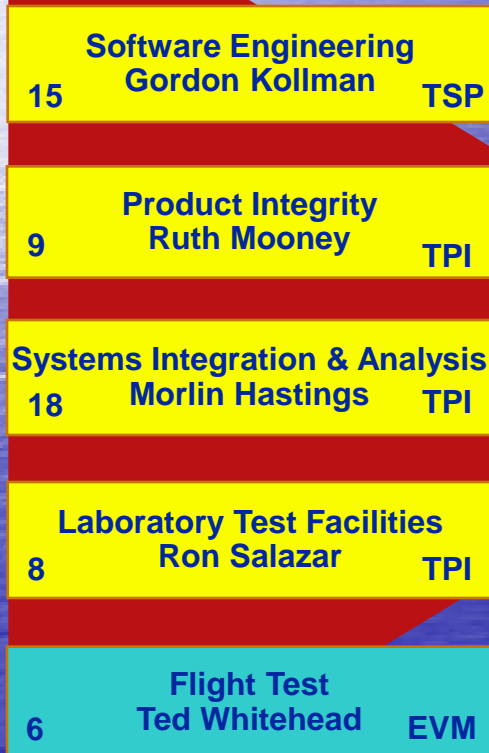 Software Engineering
Gordon Kollman
15 TSP
Product Integrity
Ruth Mooney
9 TPI
Systems Integration & Analysis
Morlin Hastings
18 TPI
Laboratory Test Facilities
Ron Salazar
8 TPI
Flight Test
Ted Whitehead
6 EVM